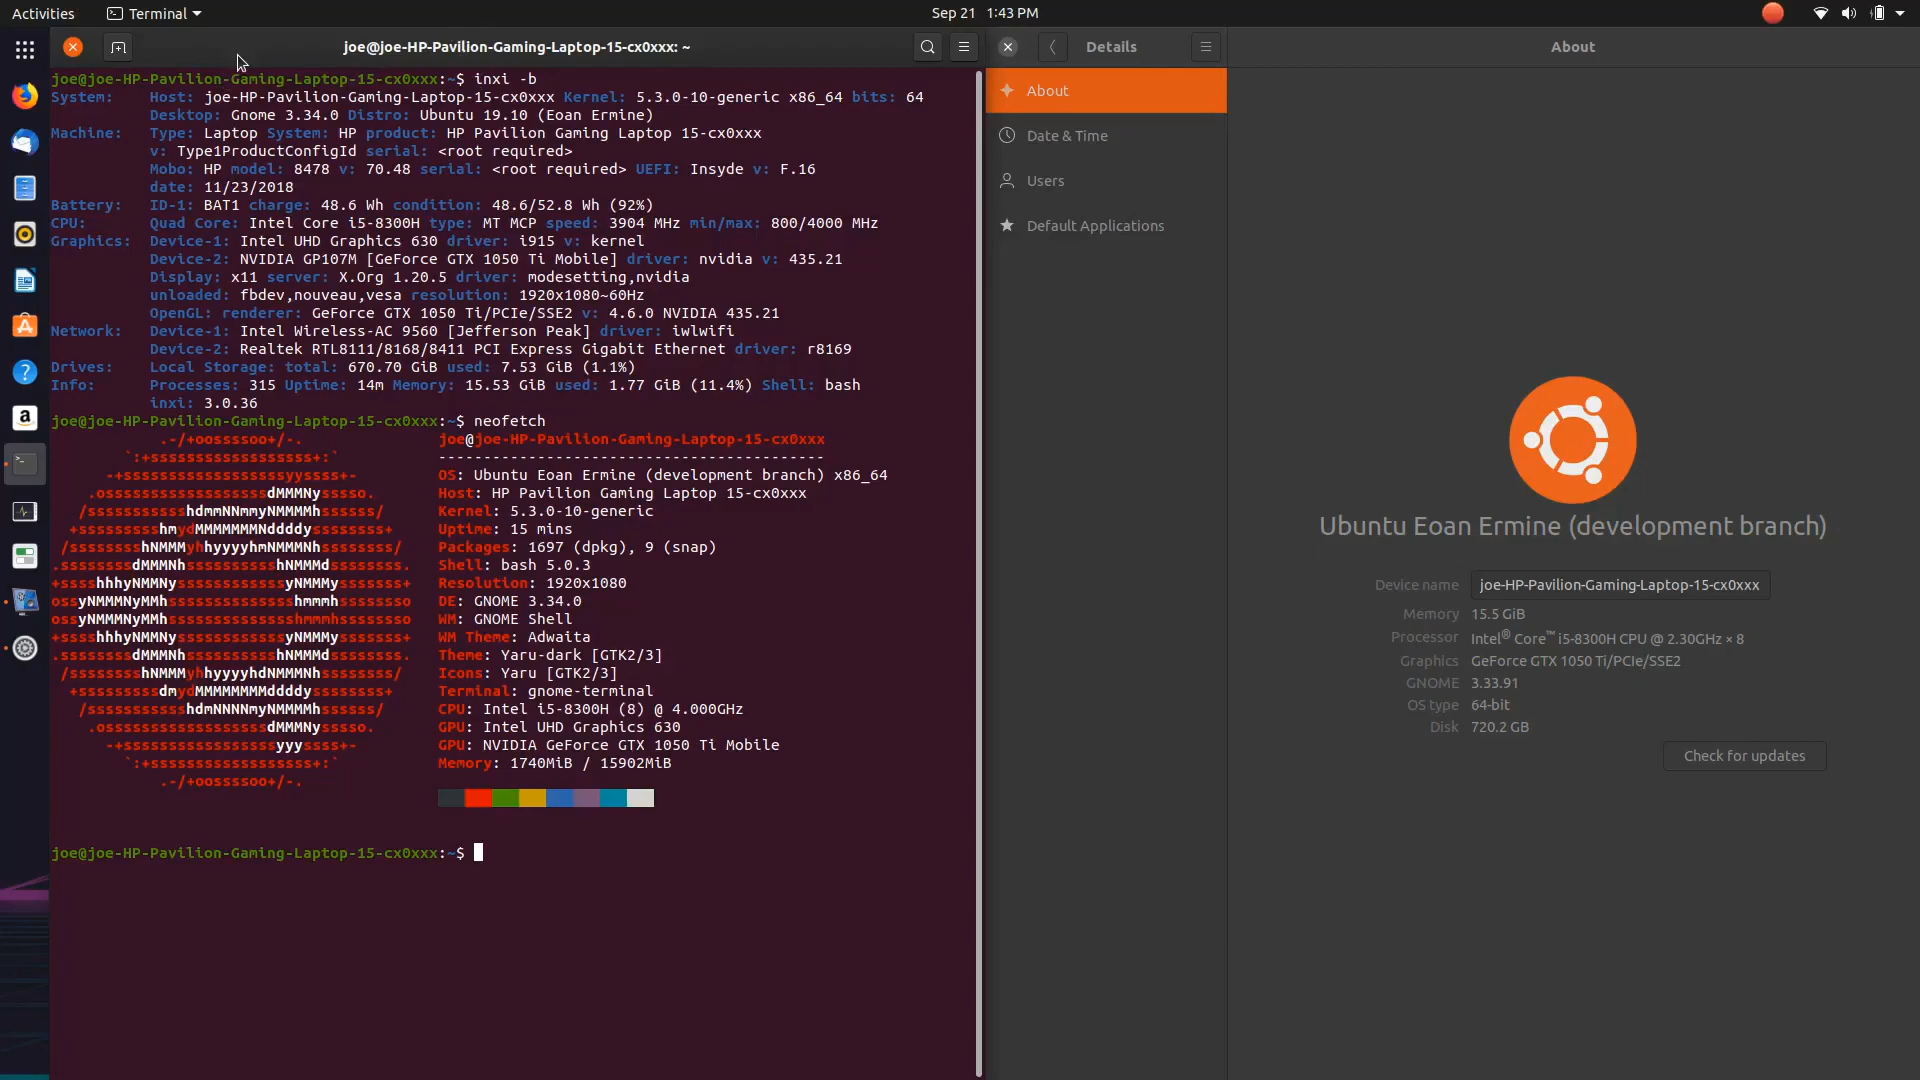 Activities
Terminal
Sep 21 1:43 PM
joe@joe-HP-Pavilion-Gaming-Laptop-15-cx0xxx: ~
joe@joe-HP-Pavilion-Gaming-Laptop-15-cx0xxx:~$ inxi -b
System: Host: joe-HP-Pavilion-Gaming-Laptop-15-cx0xxx Kernel: 5.3.0-10-generic x86_64 bits: 64
Desktop: Gnome 3.34.0 Distro: Ubuntu 19.10 (Eoan Ermine)
Machine: Type: Laptop System: HP product: HP Pavilion Gaming Laptop 15-cx0xxx
v: Type1ProductConfigId serial: <root required>
Mobo: HP model: 8478 v: 70.48 serial: <root required> UEFI: Insyde v: F.16
date: 11/23/2018
Battery: ID-1: BAT1 charge: 48.6 Wh condition: 48.6/52.8 Wh (92%)
CPU: Quad Core: Intel Core i5-8300H type: MT MCP speed: 3904 MHz min/max: 800/4000 MHz
Graphics: Device-1: Intel UHD Graphics 630 driver: i915 v: kernel
Device-2: NVIDIA GP107M [GeForce GTX 1050 Ti Mobile] driver: nvidia v: 435.21
Display: x11 server: X.Org 1.20.5 driver: modesetting,nvidia
unloaded: fbdev,nouveau,vesa resolution: 1920x1080~60Hz
OpenGL: renderer: GeForce GTX 1050 Ti/PCIe/SSE2 v: 4.6.0 NVIDIA 435.21
Network: Device-1: Intel Wireless-AC 9560 [Jefferson Peak] driver: iwlwifi
Device-2: Realtek RTL8111/8168/8411 PCI Express Gigabit Ethernet driver: r8169
Drives: Local Storage: total: 670.70 GiB used: 7.53 GiB (1.1%)
Info: Processes: 315 Uptime: 14m Memory: 15.53 GiB used: 1.77 GiB (11.4%) Shell: bash
inxi: 3.0.36
joe@joe-HP-Pavilion-Gaming-Laptop-15-cx0xxx:~$ neofetch
.-/+oossssoo+/-. joe@joe-HP-Pavilion-Gaming-Laptop-15-cx0xxx
`:+ssssssssssssssssss+:` -------------------------------------------
-+ssssssssssssssssssyyssss+- OS: Ubuntu Eoan Ermine (development branch) x86_64
.ossssssssssssssssssdMMMNysssso. Host: HP Pavilion Gaming Laptop 15-cx0xxx
/ssssssssssshdmmNNmmyNMMMMhssssss/ Kernel: 5.3.0-10-generic
+ssssssssshmydMMMMMMMNddddyssssssss+ Uptime: 15 mins
/sssssssshNMMMyhhyyyyhmNMMMNhssssssss/ Packages: 1697 (dpkg), 9 (snap)
.ssssssssdMMMNhsssssssssshNMMMdssssssss. Shell: bash 5.0.3
+sssshhhyNMMNyssssssssssssyNMMMysssssss+ Resolution: 1920x1080
ossyNMMMNyMMhsssssssssssssshmmmhssssssso DE: GNOME 3.34.0
ossyNMMMNyMMhsssssssssssssshmmmhssssssso WM: GNOME Shell
+sssshhhyNMMNyssssssssssssyNMMMysssssss+ WM Theme: Adwaita
.ssssssssdMMMNhsssssssssshNMMMdssssssss. Theme: Yaru-dark [GTK2/3]
/sssssssshNMMMyhhyyyyhdNMMMNhssssssss/ Icons: Yaru [GTK2/3]
+sssssssssdmydMMMMMMMMddddyssssssss+ Terminal: gnome-terminal
/ssssssssssshdmNNNNmyNMMMMhssssss/ CPU: Intel i5-8300H (8) @ 4.000GHz
.ossssssssssssssssssdMMMNysssso. GPU: Intel UHD Graphics 630
-+sssssssssssssssssyyyssss+- GPU: NVIDIA GeForce GTX 1050 Ti Mobile
`:+ssssssssssssssssss+:` Memory: 1740MiB / 15902MiB
.-/+oossssoo+/-.
joe@joe-HP-Pavilion-Gaming-Laptop-15-cx0xxx:~$
Details
About
About
Date & Time
Users
Default Applications
Ubuntu Eoan Ermine (development branch)
Device name joe-HP-Pavilion-Gaming-Laptop-15-cx0xxx
Memory 15.5 GiB
Processor Intel® Core™ i5-8300H CPU @ 2.30GHz × 8
Graphics GeForce GTX 1050 Ti/PCIe/SSE2
GNOME 3.33.91
OS type 64-bit
Disk 720.2 GB
Check for updates